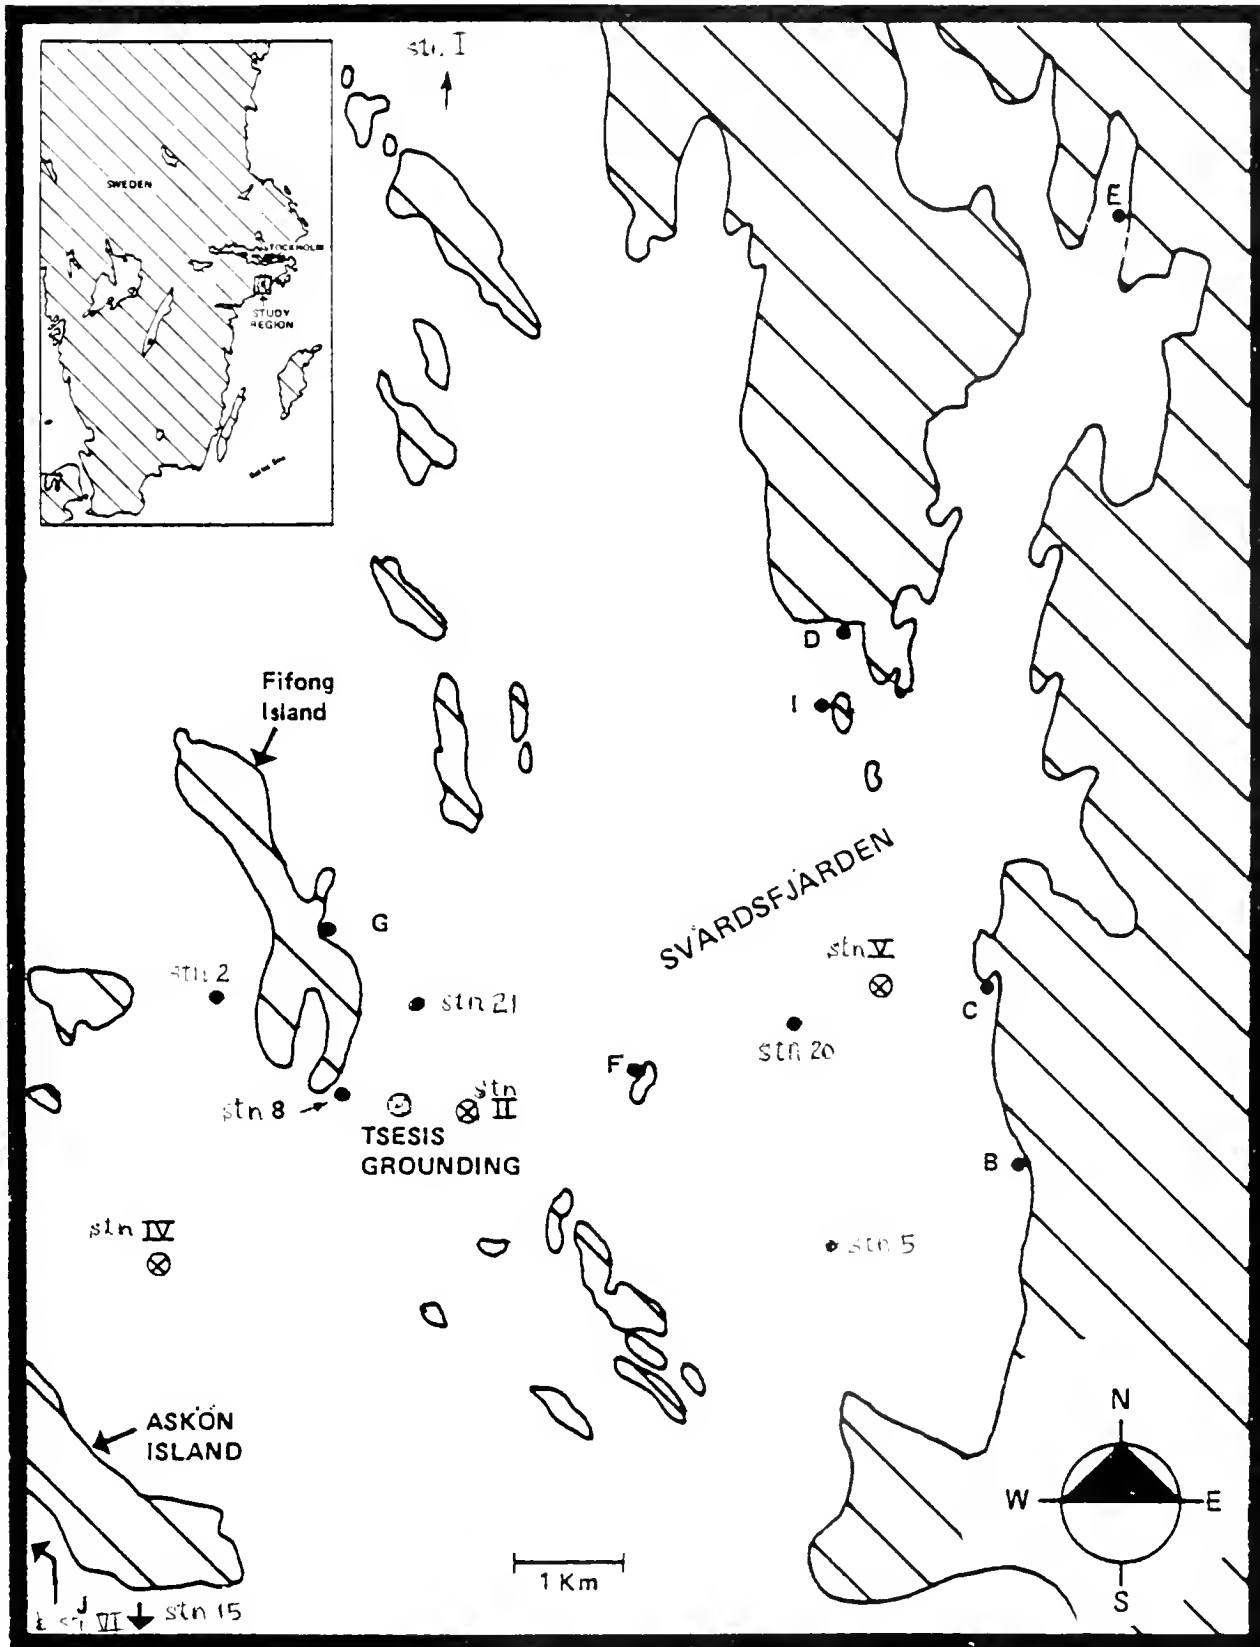 stn. I
SWEDEN
STOCKHOLM
STUDY
REGION
E
D
I
Fifong
Island
SVÄRDSFJÄRDEN
G
stn V
stn 2
stn 21
C
stn 20
F
stn 8
stn
II
TSESIS
GROUNDING
B
stn IV
stn 5
ASKÖN
ISLAND
N
W
E
S
1 Km
J
VI
stn 15